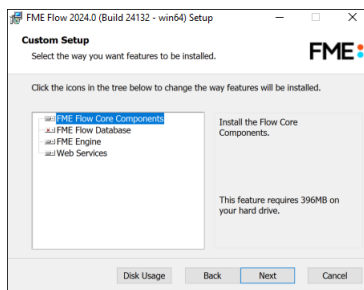 FME Flow 2024.0 (Build 24132 - win64) Setup
Custom Setup
Select the way you want features to be installed.
FME
Click the icons in the tree below to change the way features will be installed.
FME Flow Core Components
FME Flow Database
FME Engine
Web Services
Install the Flow Core
Components.
This feature requires 396MB on
your hard drive.
Disk Usage
Back
Next
Cancel